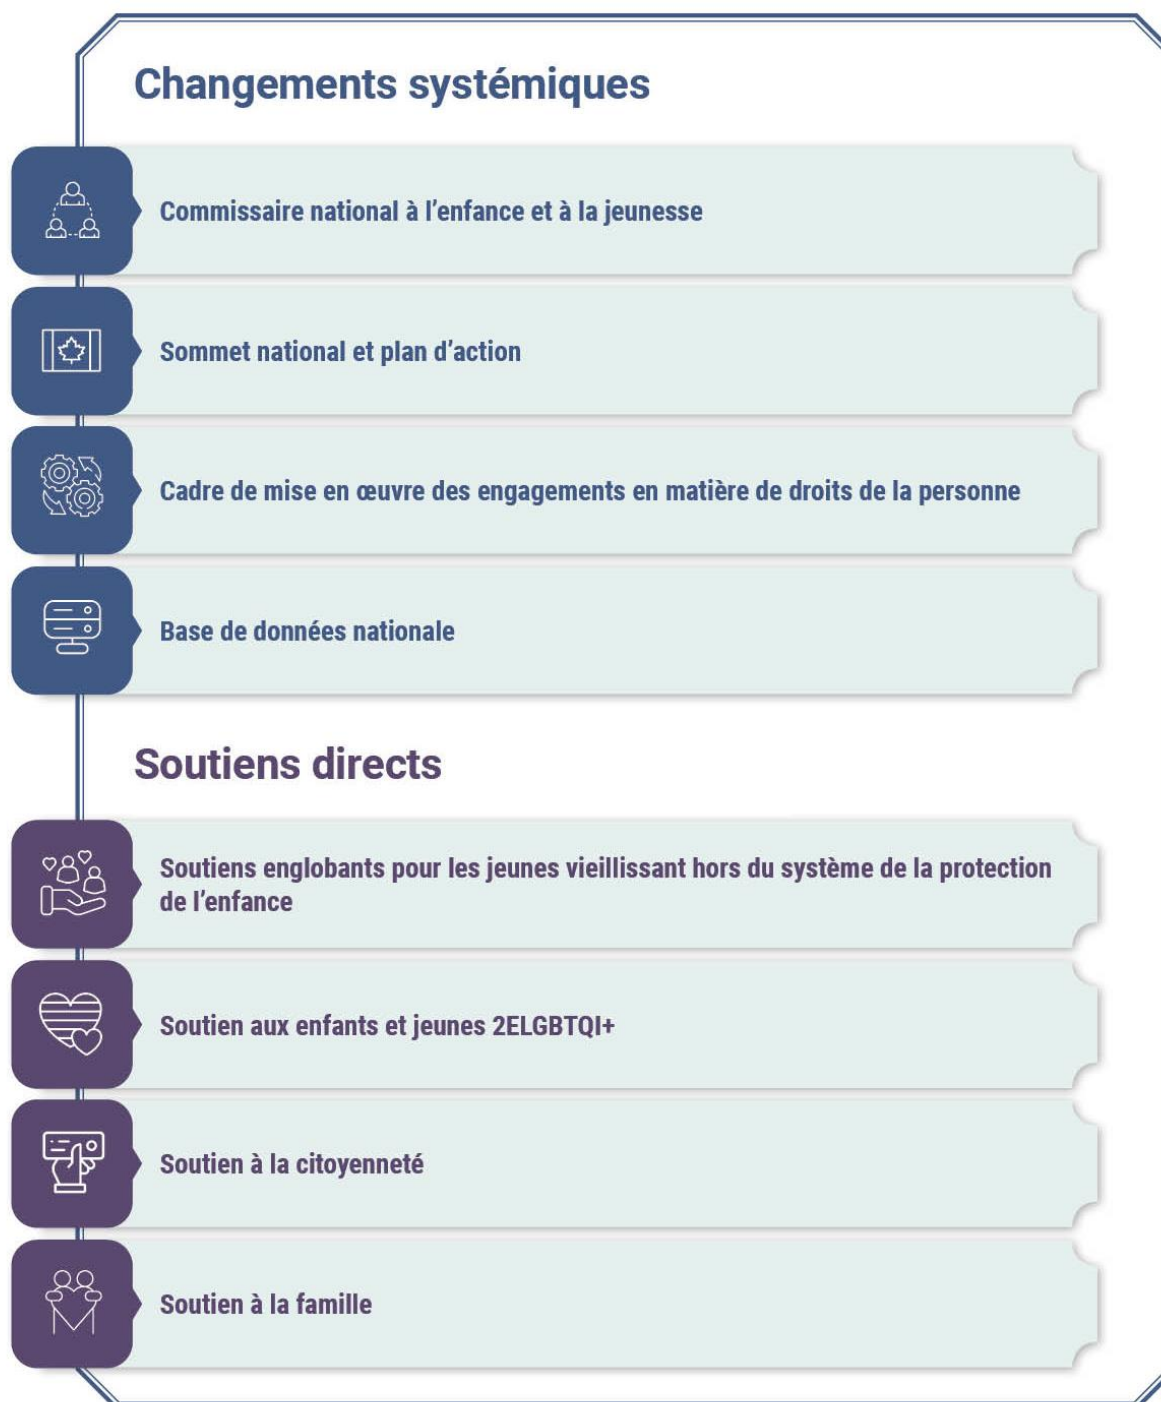 Changements systémiques
Commissaire national à l’enfance et à la jeunesse
Sommet national et plan d’action
Cadre de mise en œuvre des engagements en matière de droits de la personne
Base de données nationale
Soutiens directs
Soutiens englobants pour les jeunes vieillissant hors du système de la protection
de l’enfance
Soutien aux enfants et jeunes 2ELGBTQI+
Soutien à la citoyenneté
Soutien à la famille